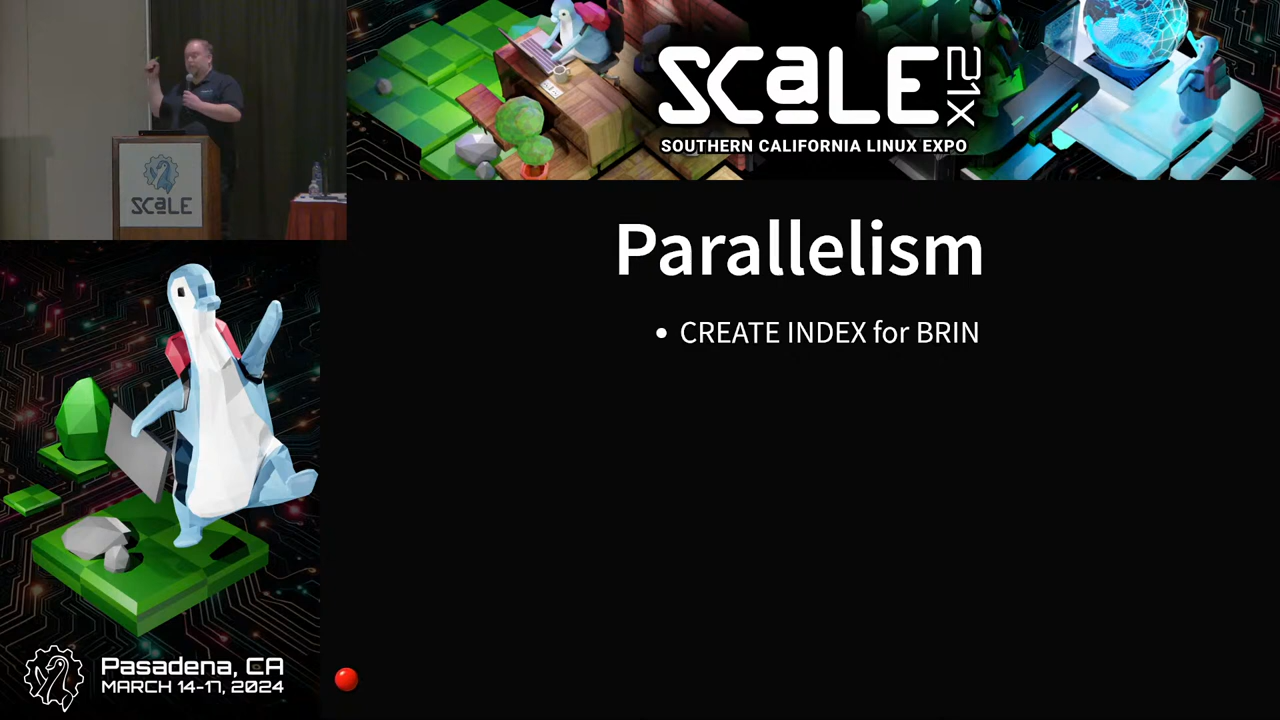 SCaLE 21X
SOUTHERN CALIFORNIA LINUX EXPO
SCaLE
Parallelism
• CREATE INDEX for BRIN
Pasadena, CA
MARCH 14-17, 2024